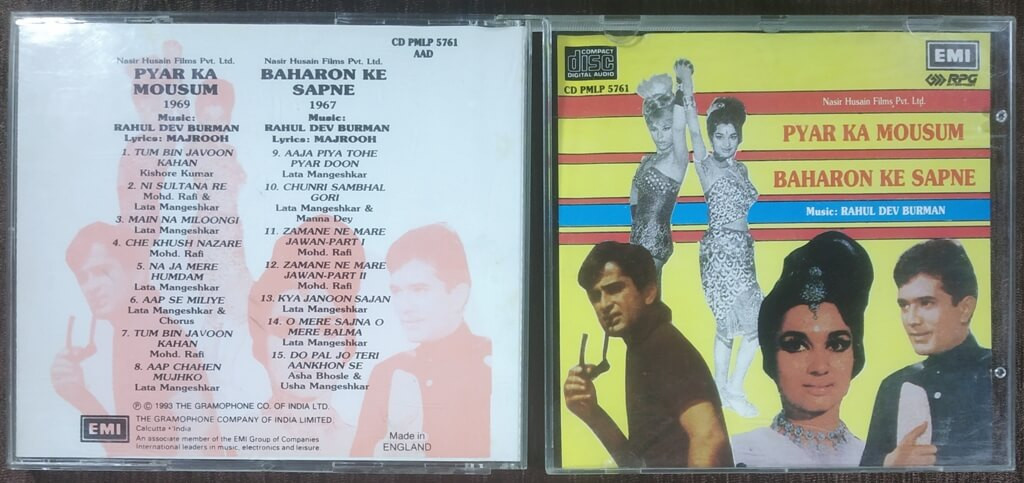 CD PMLP 5761
AAD
Nasir Husain Films Pvt. Ltd.
PYAR KA
MOUSUM
1969
Music:
RAHUL DEV BURMAN
Lyrics: MAJROOH
1. TUM BIN JAVOON
KAHAN
Kishore Kumar
2. NI SULTANA RE
Mohd. Rafi &
Lata Mangeshkar
3. MAIN NA MILOONGI
Lata Mangeshkar
4. CHE KHUSH NAZARE
Mohd. Rafi
5. NA JA MERE
HUMDAM
Lata Mangeshkar
6. AAP SE MILIYE
Lata Mangeshkar &
Chorus
7. TUM BIN JAVOON
KAHAN
Mohd. Rafi
8. AAP CHAHEN
MUJHKO
Lata Mangeshkar
Nasir Husain Films Pvt. Ltd.
BAHARON KE
SAPNE
1967
Music:
RAHUL DEV BURMAN
Lyrics: MAJROOH
9. AAJA PIYA TOHE
PYAR DOON
Lata Mangeshkar
10. CHUNRI SAMBHAL
GORI
Lata Mangeshkar &
Manna Dey
11. ZAMANE NE MARE
JAWAN-PART I
Mohd. Rafi
12. ZAMANE NE MARE
JAWAN-PART II
Mohd. Rafi
13. KYA JANOON SAJAN
Lata Mangeshkar
14. O MERE SAJNA O
MERE BALMA
Lata Mangeshkar
15. DO PAL JO TERI
AANKHON SE
Asha Bhosle &
Usha Mangeshkar
℗ © 1993 THE GRAMOPHONE CO. OF INDIA LTD.
EMI
THE GRAMOPHONE COMPANY OF INDIA LIMITED
Calcutta • India
An associate member of the EMI Group of Companies
International leaders in music, electronics and leisure
Made in
ENGLAND
COMPACT
disc
DIGITAL AUDIO
CD PMLP 5761
EMI
RPG
Nasir Husain Films Pvt. Ltd.
PYAR KA MOUSUM
BAHARON KE SAPNE
Music: RAHUL DEV BURMAN